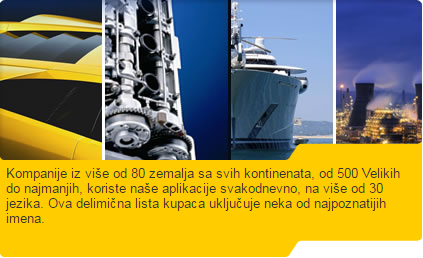 Kompanije iz više od 80 zemalja sa svih kontinenata, od 500 Velikih
do najmanjih, koriste naše aplikacije svakodnevno, na više od 30
jezika. Ova delimična lista kupaca uključuje neka od najpoznatijih
imena.